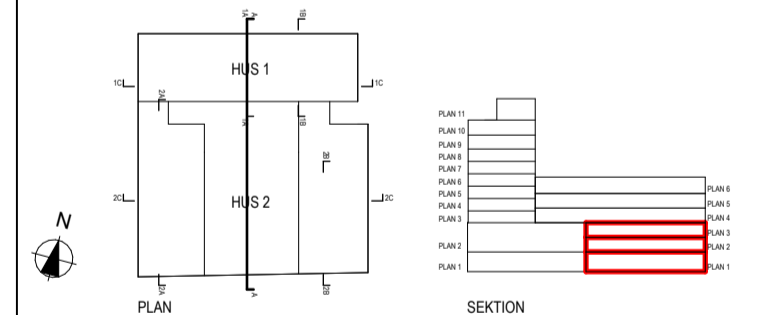 1A A 1B
HUS 1
1C 1C
2A
1A 1B
2B
2C HUS 2 2C
N
2A A 2B
PLAN
PLAN 11
PLAN 10
PLAN 9
PLAN 8
PLAN 7
PLAN 6
PLAN 5
PLAN 4
PLAN 3
PLAN 2
PLAN 1
PLAN 6
PLAN 5
PLAN 4
PLAN 3
PLAN 2
PLAN 1
SEKTION